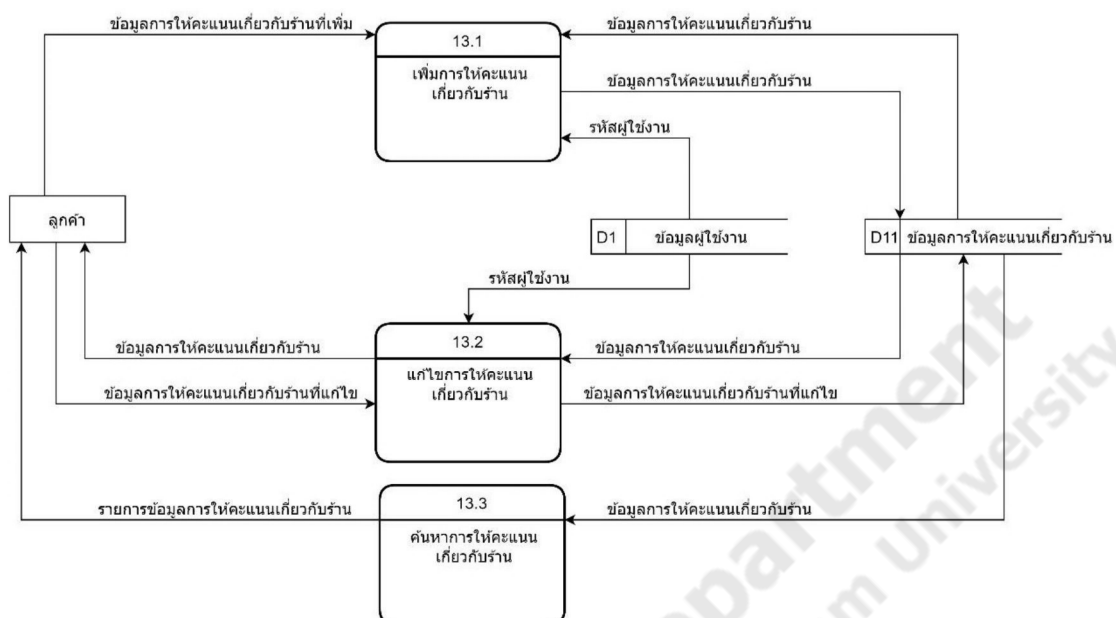 ข้อมูลการให้คะแนนเกี่ยวกับร้านที่เพิ่ม
13.1
ข้อมูลการให้คะแนนเกี่ยวกับร้าน
เพิ่มการให้คะแนน
เกี่ยวกับร้าน
ข้อมูลการให้คะแนนเกี่ยวกับร้าน
รหัสผู้ใช้งาน
ลูกค้า
D1
ข้อมูลผู้ใช้งาน
D11
ข้อมูลการให้คะแนนเกี่ยวกับร้าน
รหัสผู้ใช้งาน
13.2
ข้อมูลการให้คะแนนเกี่ยวกับร้าน
ข้อมูลการให้คะแนนเกี่ยวกับร้าน
แก้ไขการให้คะแนน
เกี่ยวกับร้าน
ข้อมูลการให้คะแนนเกี่ยวกับร้านที่แก้ไข
ข้อมูลการให้คะแนนเกี่ยวกับร้านที่แก้ไข
13.3
รายการข้อมูลการให้คะแนนเกี่ยวกับร้าน
ข้อมูลการให้คะแนนเกี่ยวกับร้าน
ค้นหาการให้คะแนน
เกี่ยวกับร้าน
University